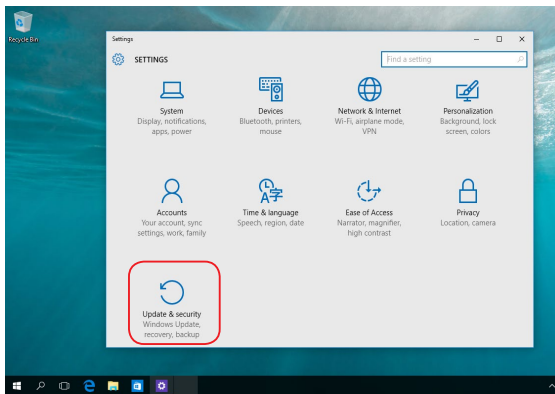 Recycle Bin
Settings
SETTINGS
Find a setting
System
Display, notifications,
apps, power
Devices
Bluetooth, printers,
mouse
Network & Internet
Wi-Fi, airplane mode,
VPN
Personalization
Background, lock
screen, colors
Accounts
Your account, sync
settings, work, family
Time & language
Speech, region, date
Ease of Access
Narrator, magnifier,
high contrast
Privacy
Location, camera
Update & security
Windows Update,
recovery, backup